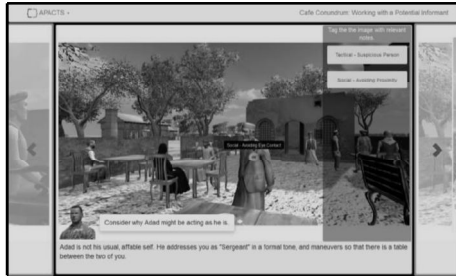 APACTS
Cafe Conundrum: Working with a Potential Informant
Tag the the image with relevant
notes.
Tactical - Suspicious Person
Social - Avoiding Proximity
Social - Avoiding Eye Contact
Consider why Adad might be acting as he is.
Adad is not his usual, affable self. He addresses you as "Sergeant" in a formal tone, and maneuvers so that there is a table
between the two of you.